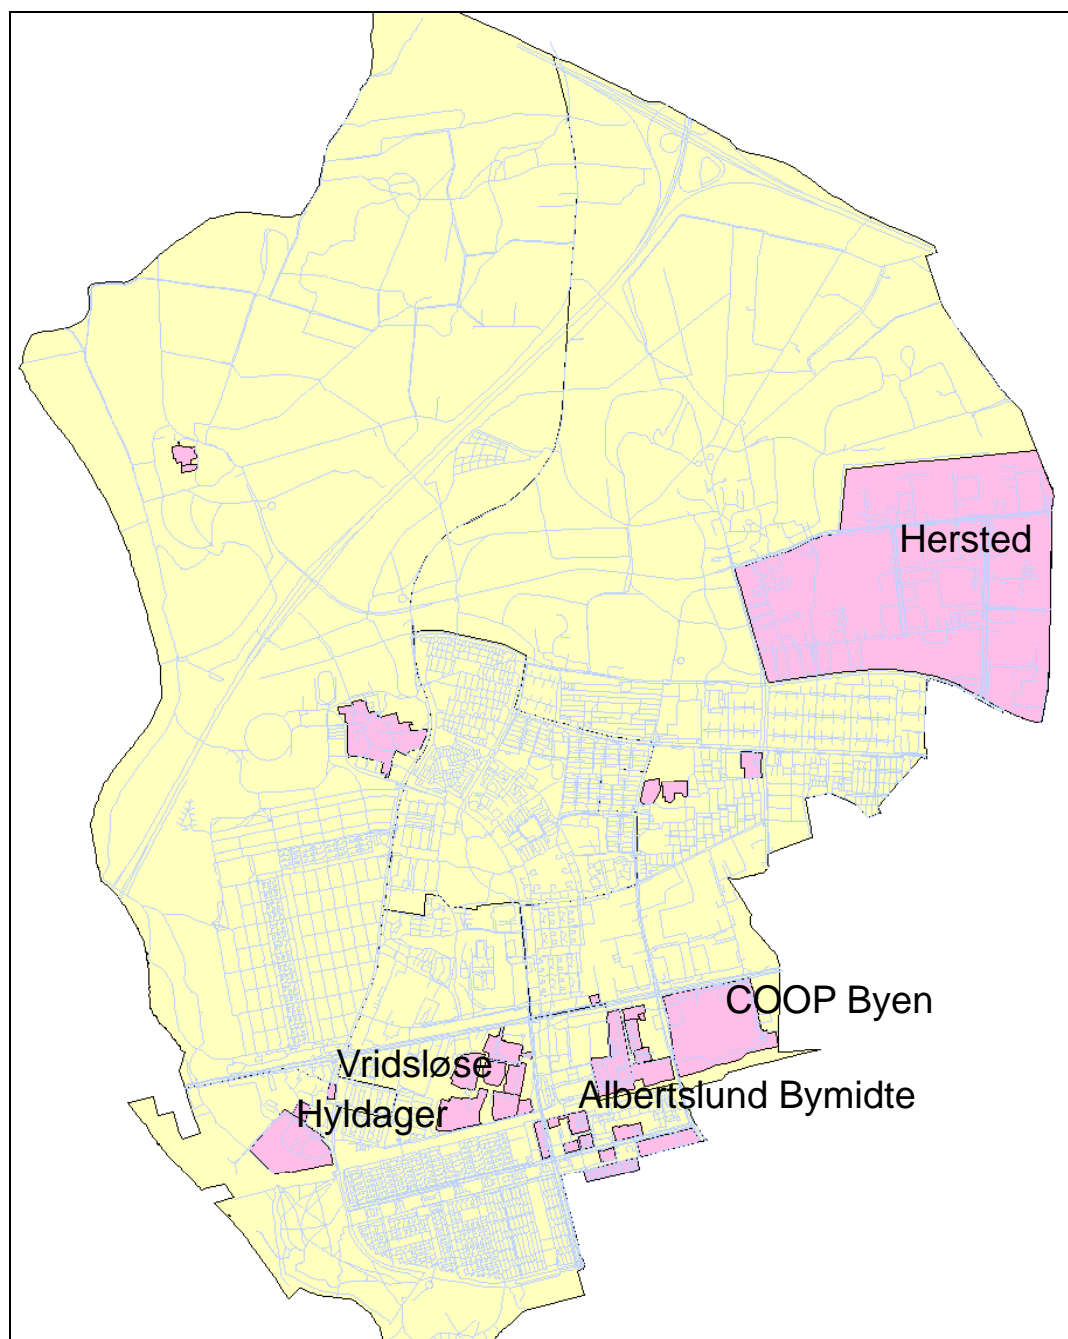 Hersted
COOP Byen
Vridsløse
Albertslund Bymidte
Hyldager